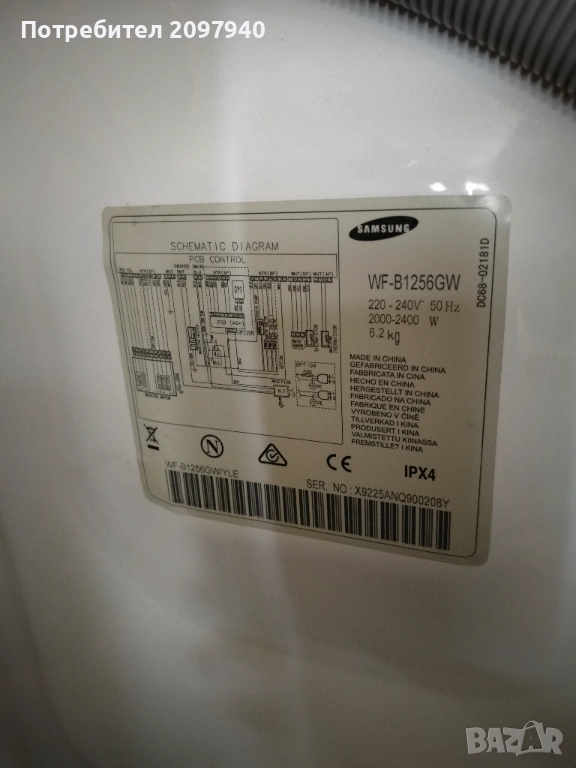 Потребител 2097940
SAMSUNG
SCHEMATIC DIAGRAM
PCB CONTROL
WF-B1256GW
220 - 240V~ 50 Hz
2000-2400 W
6.2 kg
DC68-02181D
MADE IN CHINA
GEFABRICEERD IN CHINA
FABBRICATA IN CINA
HECHO EN CHINA
HERGESTELLT IN CHINA
FABRICADO NA CHINA
FABRIQUE EN CHINE
VYROBENO V ČÍNĚ
TILLVERKAD I KINA
PRODUSERT I KINA
VALMISTETTU KIINASSA
FREMSTILLET I KINA
OPTION
N
CE
IPX4
WF-B1256GW/YLE
SER. NO : X9225ANQ900208Y
BAZAR